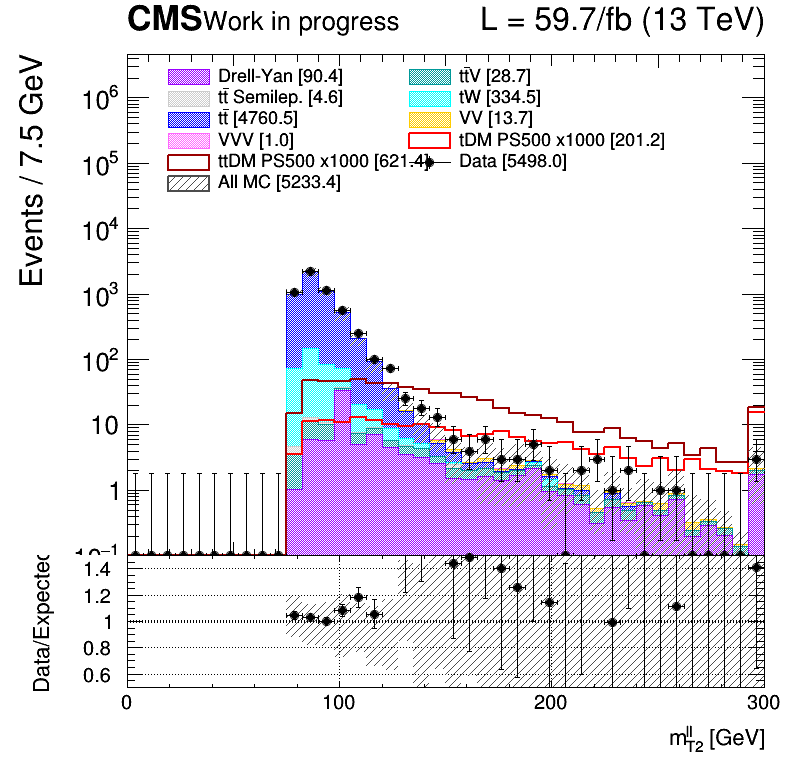 CMS Work in progress L = 59.7/fb (13 TeV)
Events / 7.5 GeV
Drell-Yan [90.4] tt̄V [28.7]
tt̄ Semilep. [4.6] tW [334.5]
tt̄ [4760.5] VV [13.7]
VVV [1.0] tDM PS500 x1000 [201.2]
ttDM PS500 x1000 [621.4] Data [5498.0]
All MC [5233.4]
10⁶
10⁵
10⁴
10³
10²
10
1
10⁻¹
Data/Expected
1.4
1.2
1
0.8
0.6
0 100 200 300
m^{ll}_{T2} [GeV]